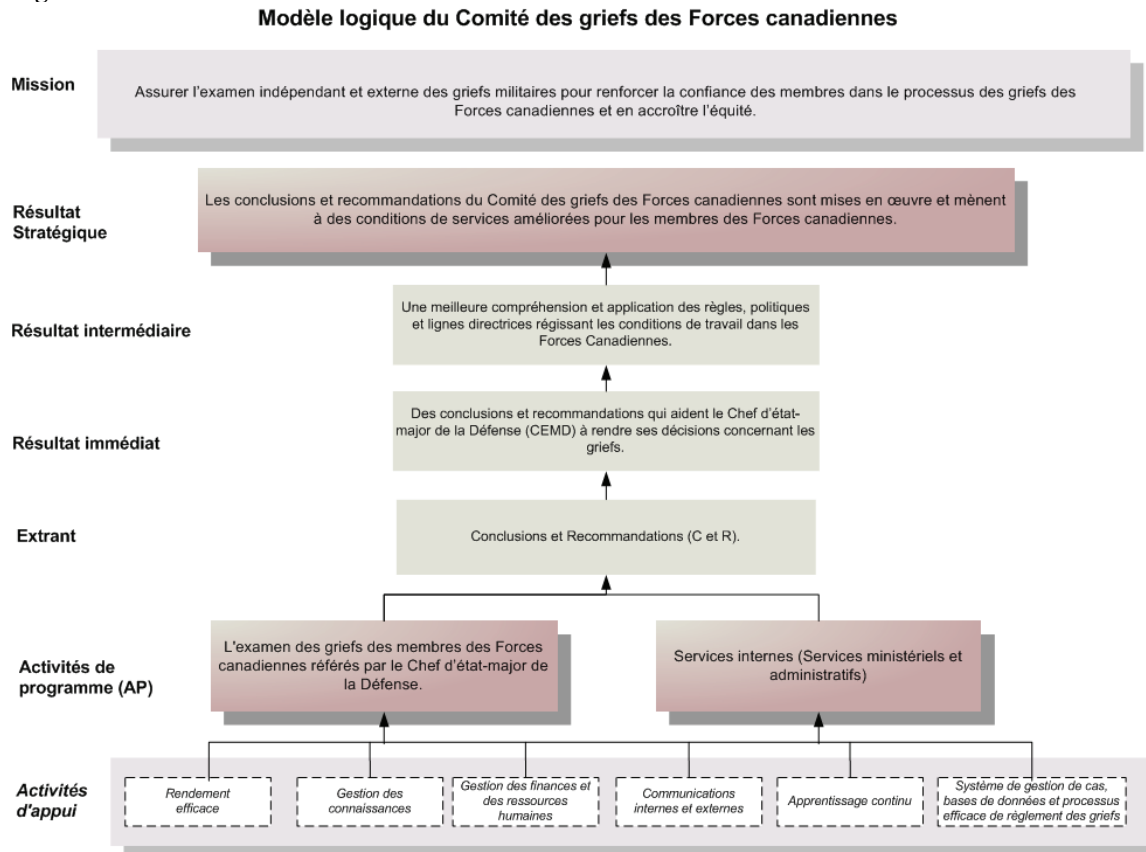 Modèle logique du Comité des griefs des Forces canadiennes
Mission
Assurer l'examen indépendant et externe des griefs militaires pour renforcer la confiance des membres dans le processus des griefs des
Forces canadiennes et en accroître l'équité.
Résultat
Stratégique
Les conclusions et recommandations du Comité des griefs des Forces canadiennes sont mises en œuvre et mènent
à des conditions de services améliorées pour les membres des Forces canadiennes.
Résultat intermédiaire
Une meilleure compréhension et application des règles, politiques
et lignes directrices régissant les conditions de travail dans les
Forces Canadiennes.
Résultat immédiat
Des conclusions et recommandations qui aident le Chef d'état-
major de la Défense (CEMD) à rendre ses décisions concernant les
griefs.
Extrant
Conclusions et Recommandations (C et R).
Activités de
programme (AP)
L'examen des griefs des membres des Forces
canadiennes référés par le Chef d'état-major de
la Défense.
Services internes (Services ministériels et
administratifs)
Activités
d'appui
Rendement
efficace
Gestion des
connaissances
Gestion des finances et
des ressources
humaines
Communications
internes et externes
Apprentissage continu
Système de gestion de cas,
bases de données et processus
efficace de règlement des griefs